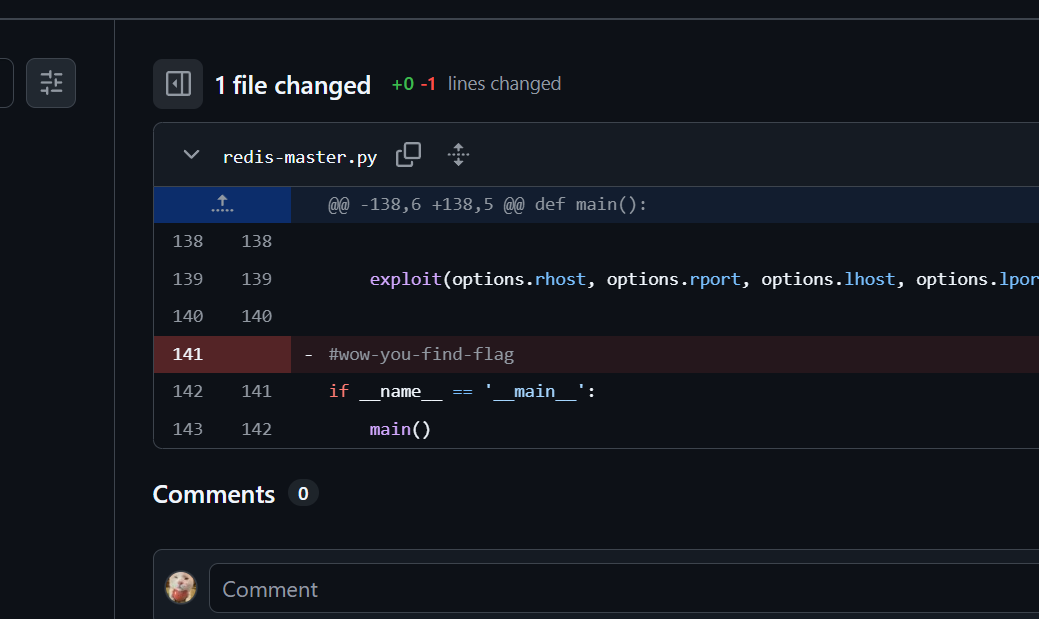 1 file changed +0 -1 lines changed
redis-master.py
@@ -138,6 +138,5 @@ def main():
138 138
139 139 exploit(options.rhost, options.rport, options.lhost, options.lpor
140 140
141 - #wow-you-find-flag
142 141 if __name__ == '__main__':
143 142 main()
Comments 0
Comment